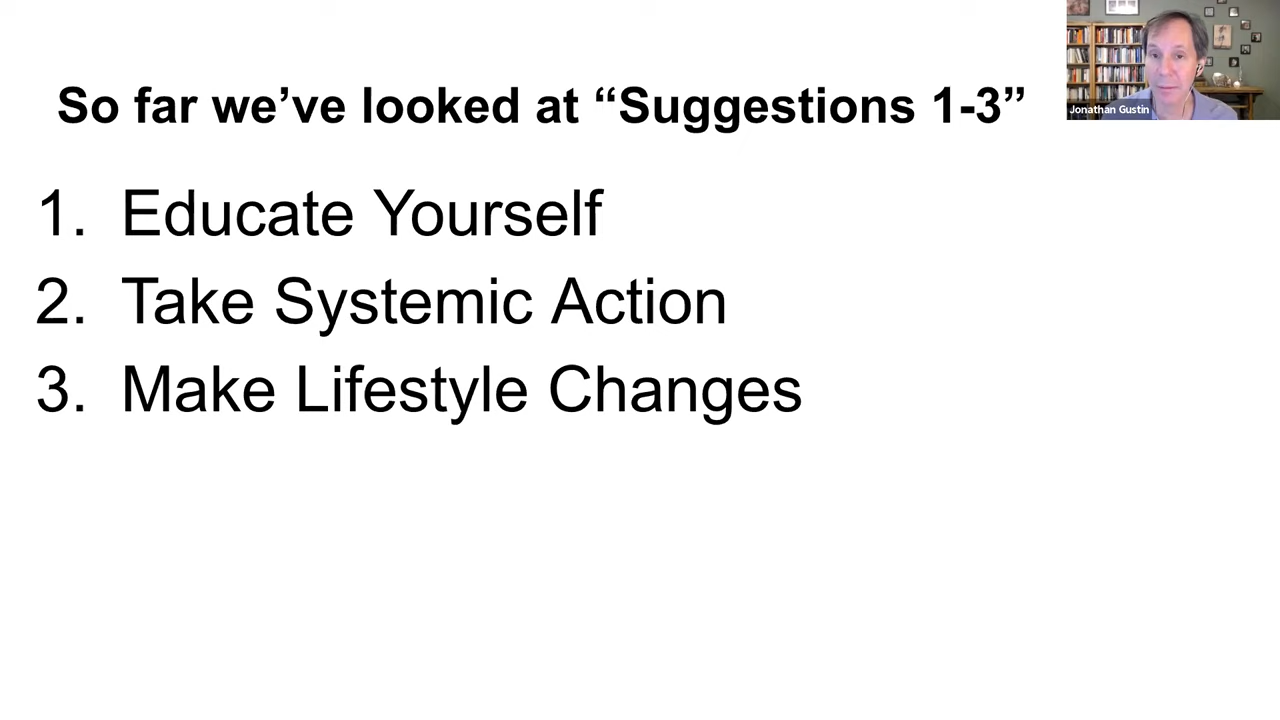 So far we’ve looked at “Suggestions 1-3”
Jonathan Gustin
1. Educate Yourself
2. Take Systemic Action
3. Make Lifestyle Changes